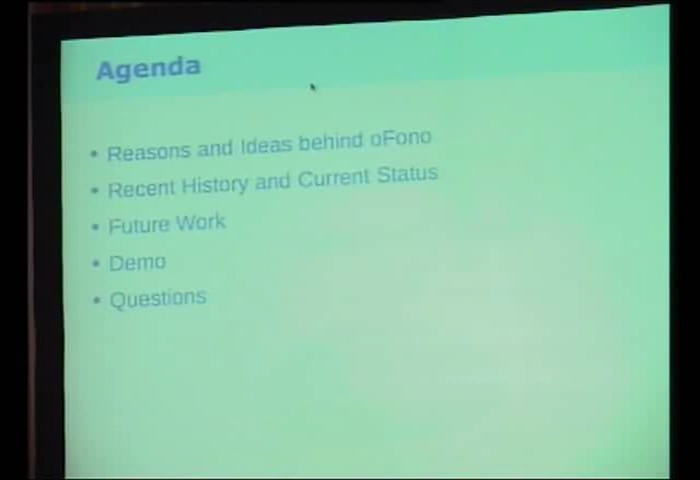 Agenda
• Reasons and Ideas behind oFono
• Recent History and Current Status
• Future Work
• Demo
• Questions